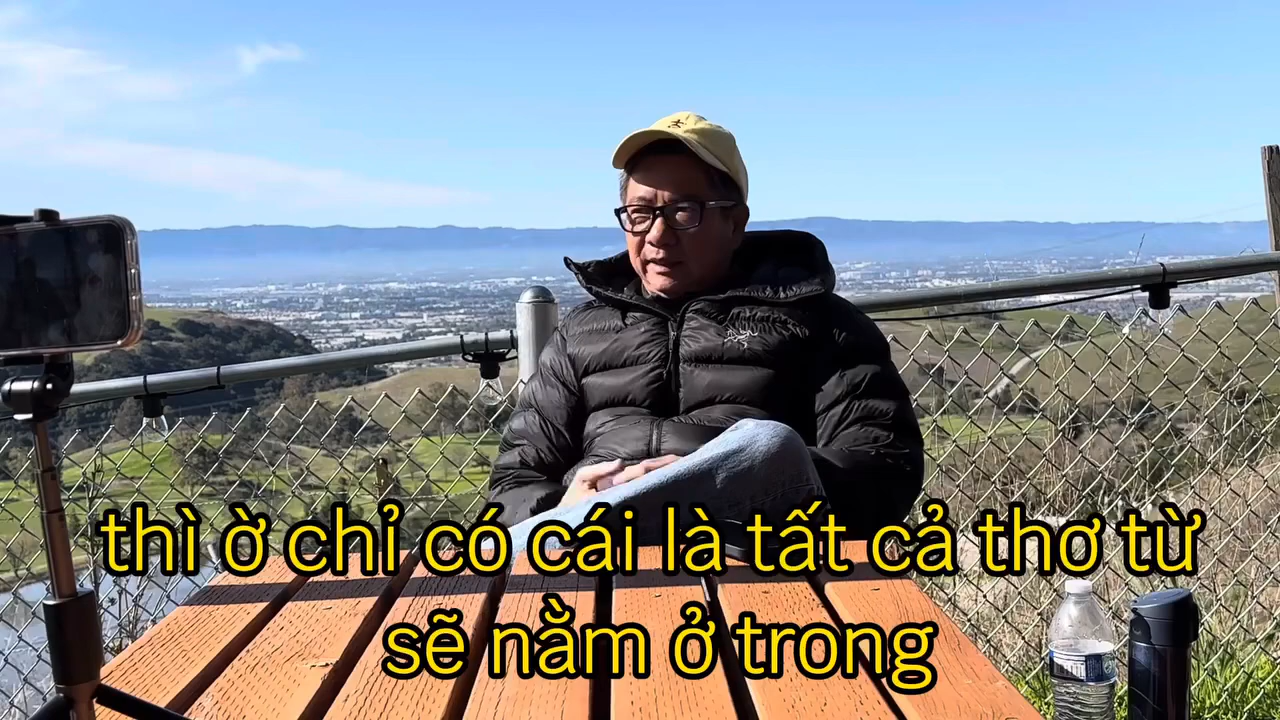 thì ờ chỉ có cái là tất cả thơ từ
sẽ nằm ở trong